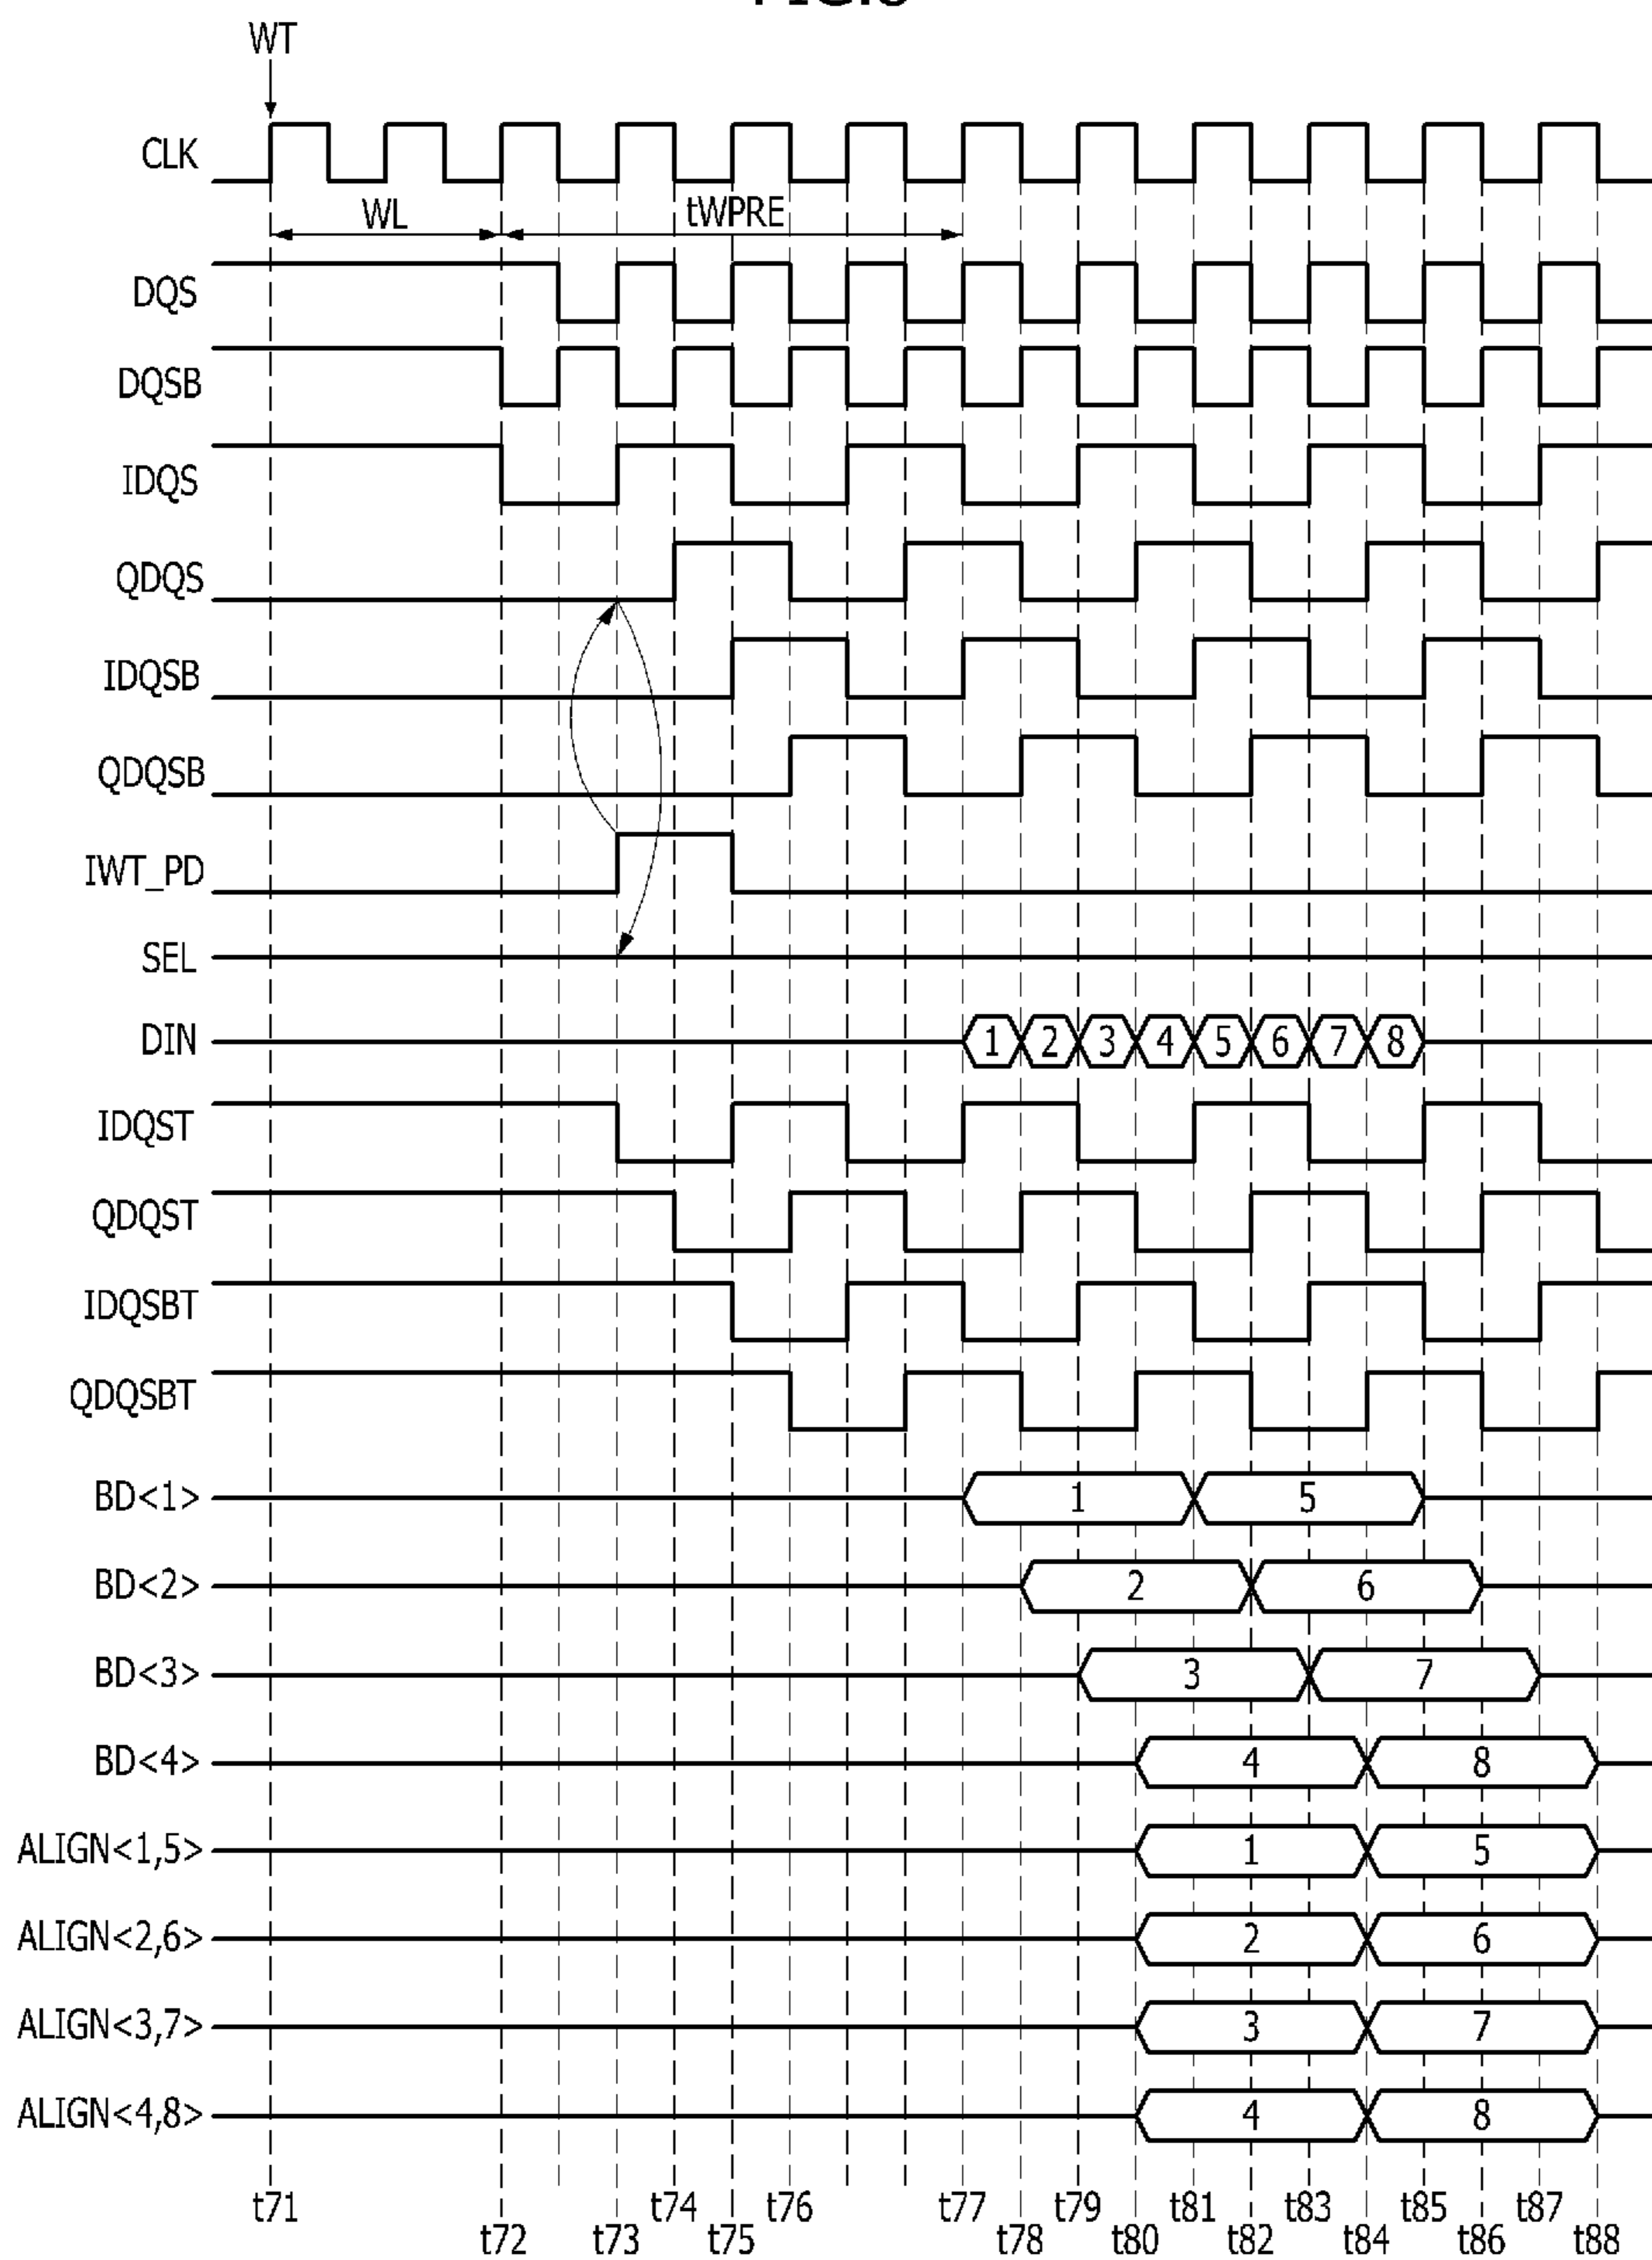 WT
CLK
WL
tWPRE
DQS
DQSB
IDQS
QDQS
IDQSB
QDQSB
IWT_PD
SEL
DIN
1 2 3 4 5 6 7 8
IDQST
QDQST
IDQSBT
QDQSBT
BD<1>
1 5
BD<2>
2 6
BD<3>
3 7
BD<4>
4 8
ALIGN<1,5>
1 5
ALIGN<2,6>
2 6
ALIGN<3,7>
3 7
ALIGN<4,8>
4 8
t71 t74 t76 t77 t79 t81 t83 t85 t87
t72 t73 t75 t78 t80 t82 t84 t86 t88